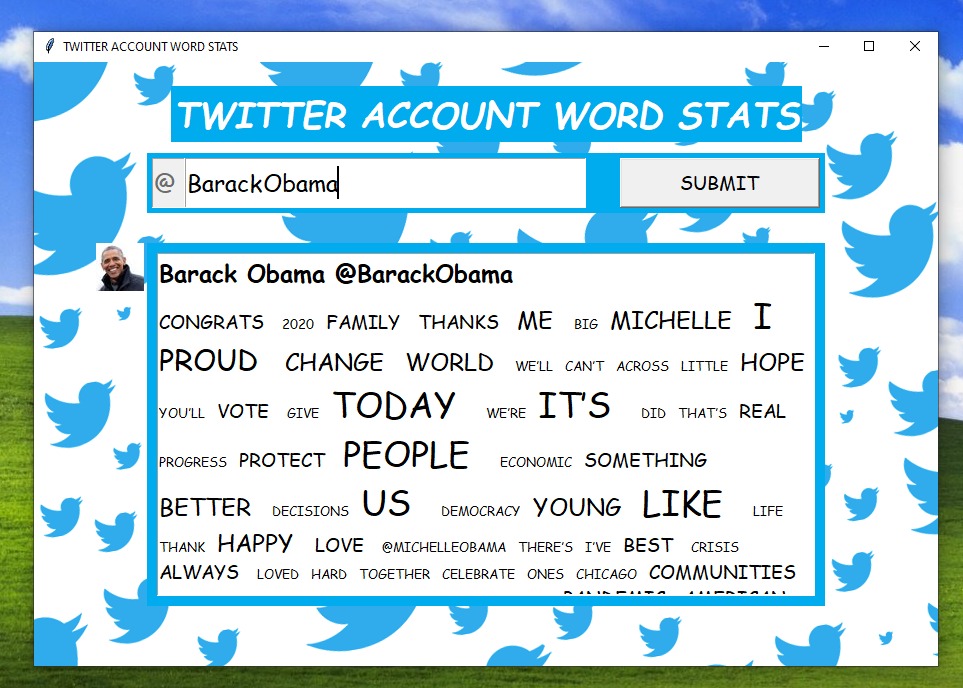 TWITTER ACCOUNT WORD STATS
TWITTER ACCOUNT WORD STATS
@ BarackObama SUBMIT
Barack Obama @BarackObama
CONGRATS 2020 FAMILY THANKS ME BIG MICHELLE I
PROUD CHANGE WORLD WE'LL CAN'T ACROSS LITTLE HOPE
YOU'LL VOTE GIVE TODAY WE'RE IT'S DID THAT'S REAL
PROGRESS PROTECT PEOPLE ECONOMIC SOMETHING
BETTER DECISIONS US DEMOCRACY YOUNG LIKE LIFE
THANK HAPPY LOVE @MICHELLEOBAMA THERE'S I'VE BEST CRISIS
ALWAYS LOVED HARD TOGETHER CELEBRATE ONES CHICAGO COMMUNITIES
PANDEMIC AMERICAN